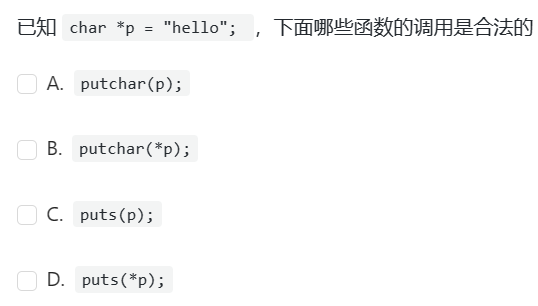 已知 char *p = "hello"; ，下面哪些函数的调用是合法的
A. putchar(p);
B. putchar(*p);
C. puts(p);
D. puts(*p);